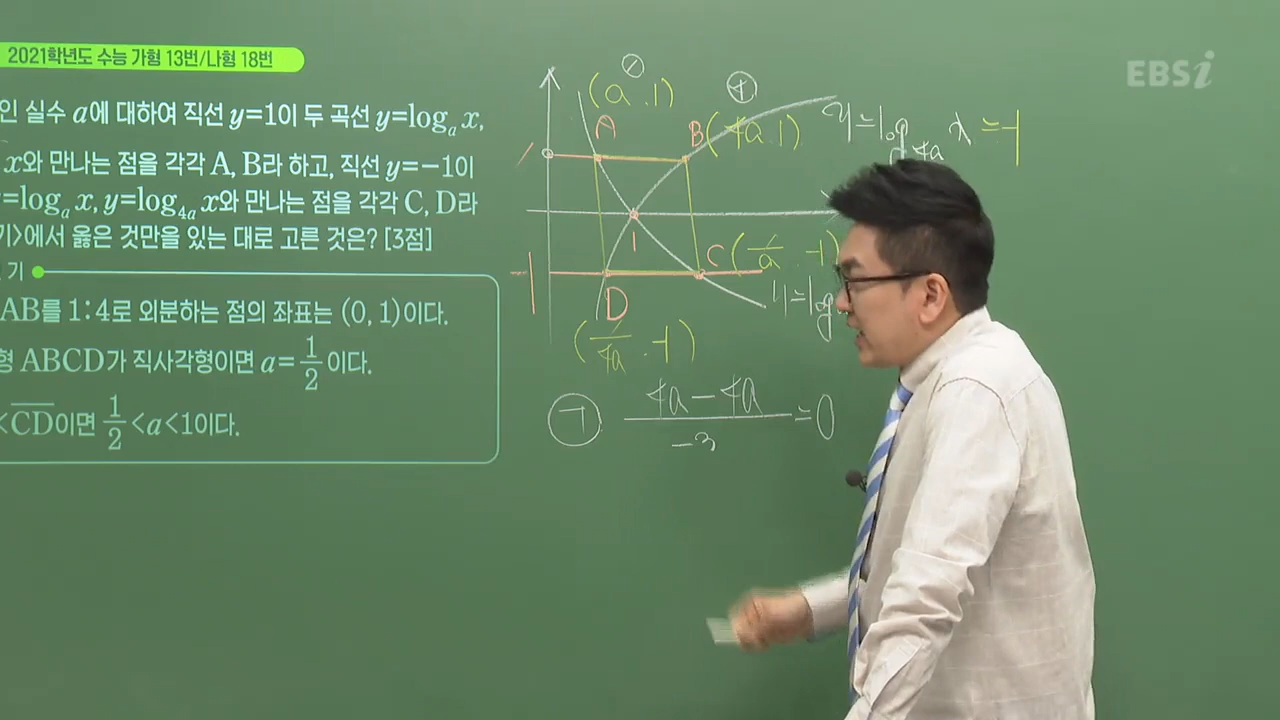 2021학년도 수능 가형 13번/나형 18번
EBSi
인 실수 a에 대하여 직선 y=1이 두 곡선 y=logₐ x,
x와 만나는 점을 각각 A, B라 하고, 직선 y=−1이
=logₐ x, y=log₄ₐ x와 만나는 점을 각각 C, D라
기>에서 옳은 것만을 있는 대로 고른 것은? [3점]
기
AB를 1:4로 외분하는 점의 좌표는 (0, 1)이다.
형 ABCD가 직사각형이면 a=1/2이다.
<CD이면 1/2<a<1이다.
(a, 1)
A
B(4a, 1)
y=log₄ₐ x=-1
1
1
-1
D
C(1/a, -1)
y=log
(1/4a, -1)
ㄱ (4a-4a)/-3=0